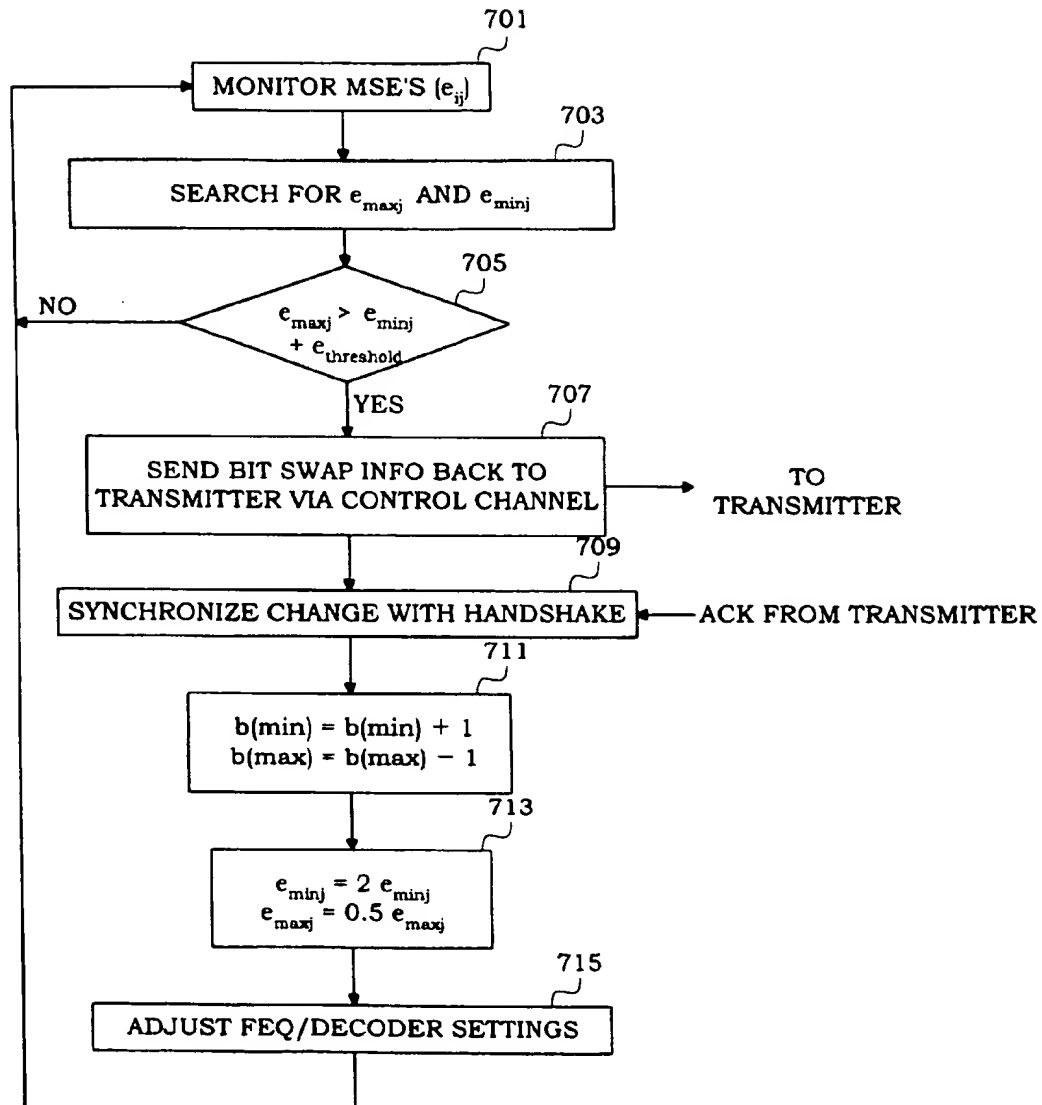 701
MONITOR MSE'S (e_ij)
703
SEARCH FOR e_maxj AND e_minj
705
NO
e_maxj > e_minj
+ e_threshold
YES
707
SEND BIT SWAP INFO BACK TO
TRANSMITTER VIA CONTROL CHANNEL
TO
TRANSMITTER
709
SYNCHRONIZE CHANGE WITH HANDSHAKE
ACK FROM TRANSMITTER
711
b(min) = b(min) + 1
b(max) = b(max) − 1
713
e_minj = 2 e_minj
e_maxj = 0.5 e_maxj
715
ADJUST FEQ/DECODER SETTINGS